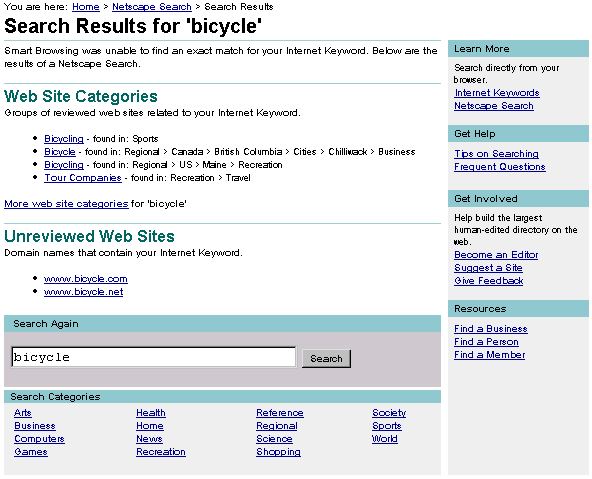 You are here: Home > Netscape Search > Search Results
Search Results for 'bicycle'
Smart Browsing was unable to find an exact match for your Internet Keyword. Below are the
results of a Netscape Search.
Web Site Categories
Groups of reviewed web sites related to your Internet Keyword.
• Bicycling - found in: Sports
• Bicycle - found in: Regional > Canada > British Columbia > Cities > Chilliwack > Business
• Bicycling - found in: Regional > US > Maine > Recreation
• Tour Companies - found in: Recreation > Travel
More web site categories for 'bicycle'
Unreviewed Web Sites
Domain names that contain your Internet Keyword.
• www.bicycle.com
• www.bicycle.net
Search Again
bicycle Search
Search Categories
Arts Health Reference Society
Business Home Regional Sports
Computers News Science World
Games Recreation Shopping
Learn More
Search directly from your
browser.
Internet Keywords
Netscape Search
Get Help
Tips on Searching
Frequent Questions
Get Involved
Help build the largest
human-edited directory on the
web.
Become an Editor
Suggest a Site
Give Feedback
Resources
Find a Business
Find a Person
Find a Member